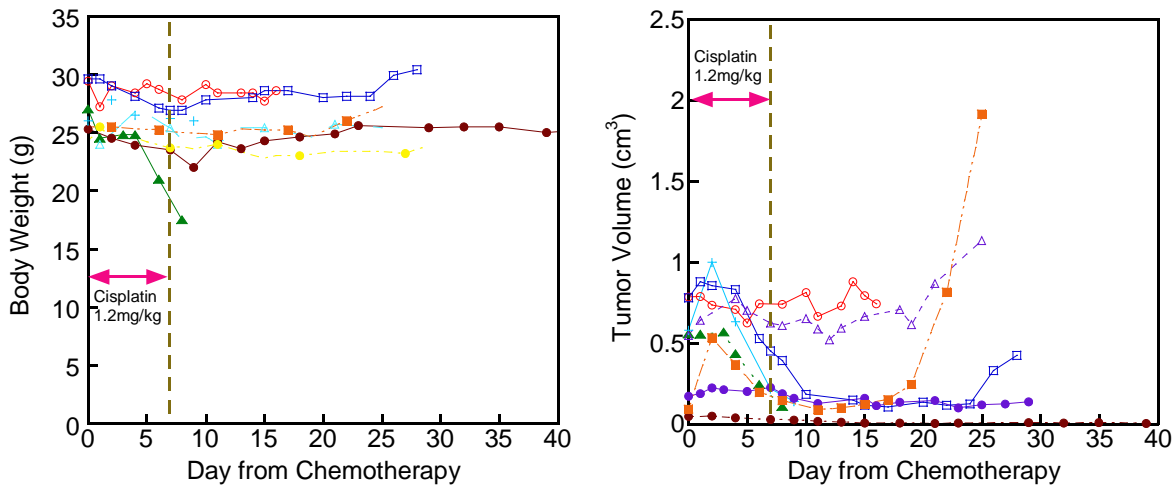 35
30
25
20
15
10
5
0
Body Weight (g)
Cisplatin
1.2mg/kg
0 5 10 15 20 25 30 35 40
Day from Chemotherapy
2.5
2
1.5
1
0.5
0
Tumor Volume (cm³)
Cisplatin
1.2mg/kg
0 5 10 15 20 25 30 35 40
Day from Chemotherapy